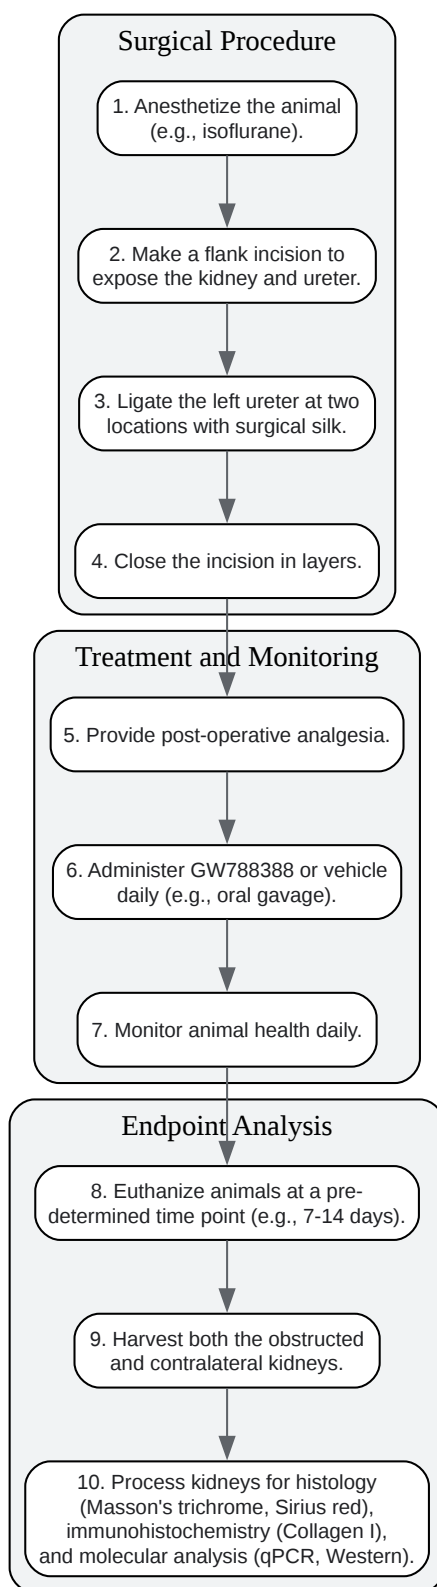 Surgical Procedure
1. Anesthetize the animal
(e.g., isoflurane).
2. Make a flank incision to
expose the kidney and ureter.
3. Ligate the left ureter at two
locations with surgical silk.
4. Close the incision in layers.
Treatment and Monitoring
5. Provide post-operative analgesia.
6. Administer GW788388 or vehicle
daily (e.g., oral gavage).
7. Monitor animal health daily.
Endpoint Analysis
8. Euthanize animals at a pre-
determined time point (e.g., 7-14 days).
9. Harvest both the obstructed
and contralateral kidneys.
10. Process kidneys for histology
(Masson's trichrome, Sirius red),
immunohistochemistry (Collagen I),
and molecular analysis (qPCR, Western).